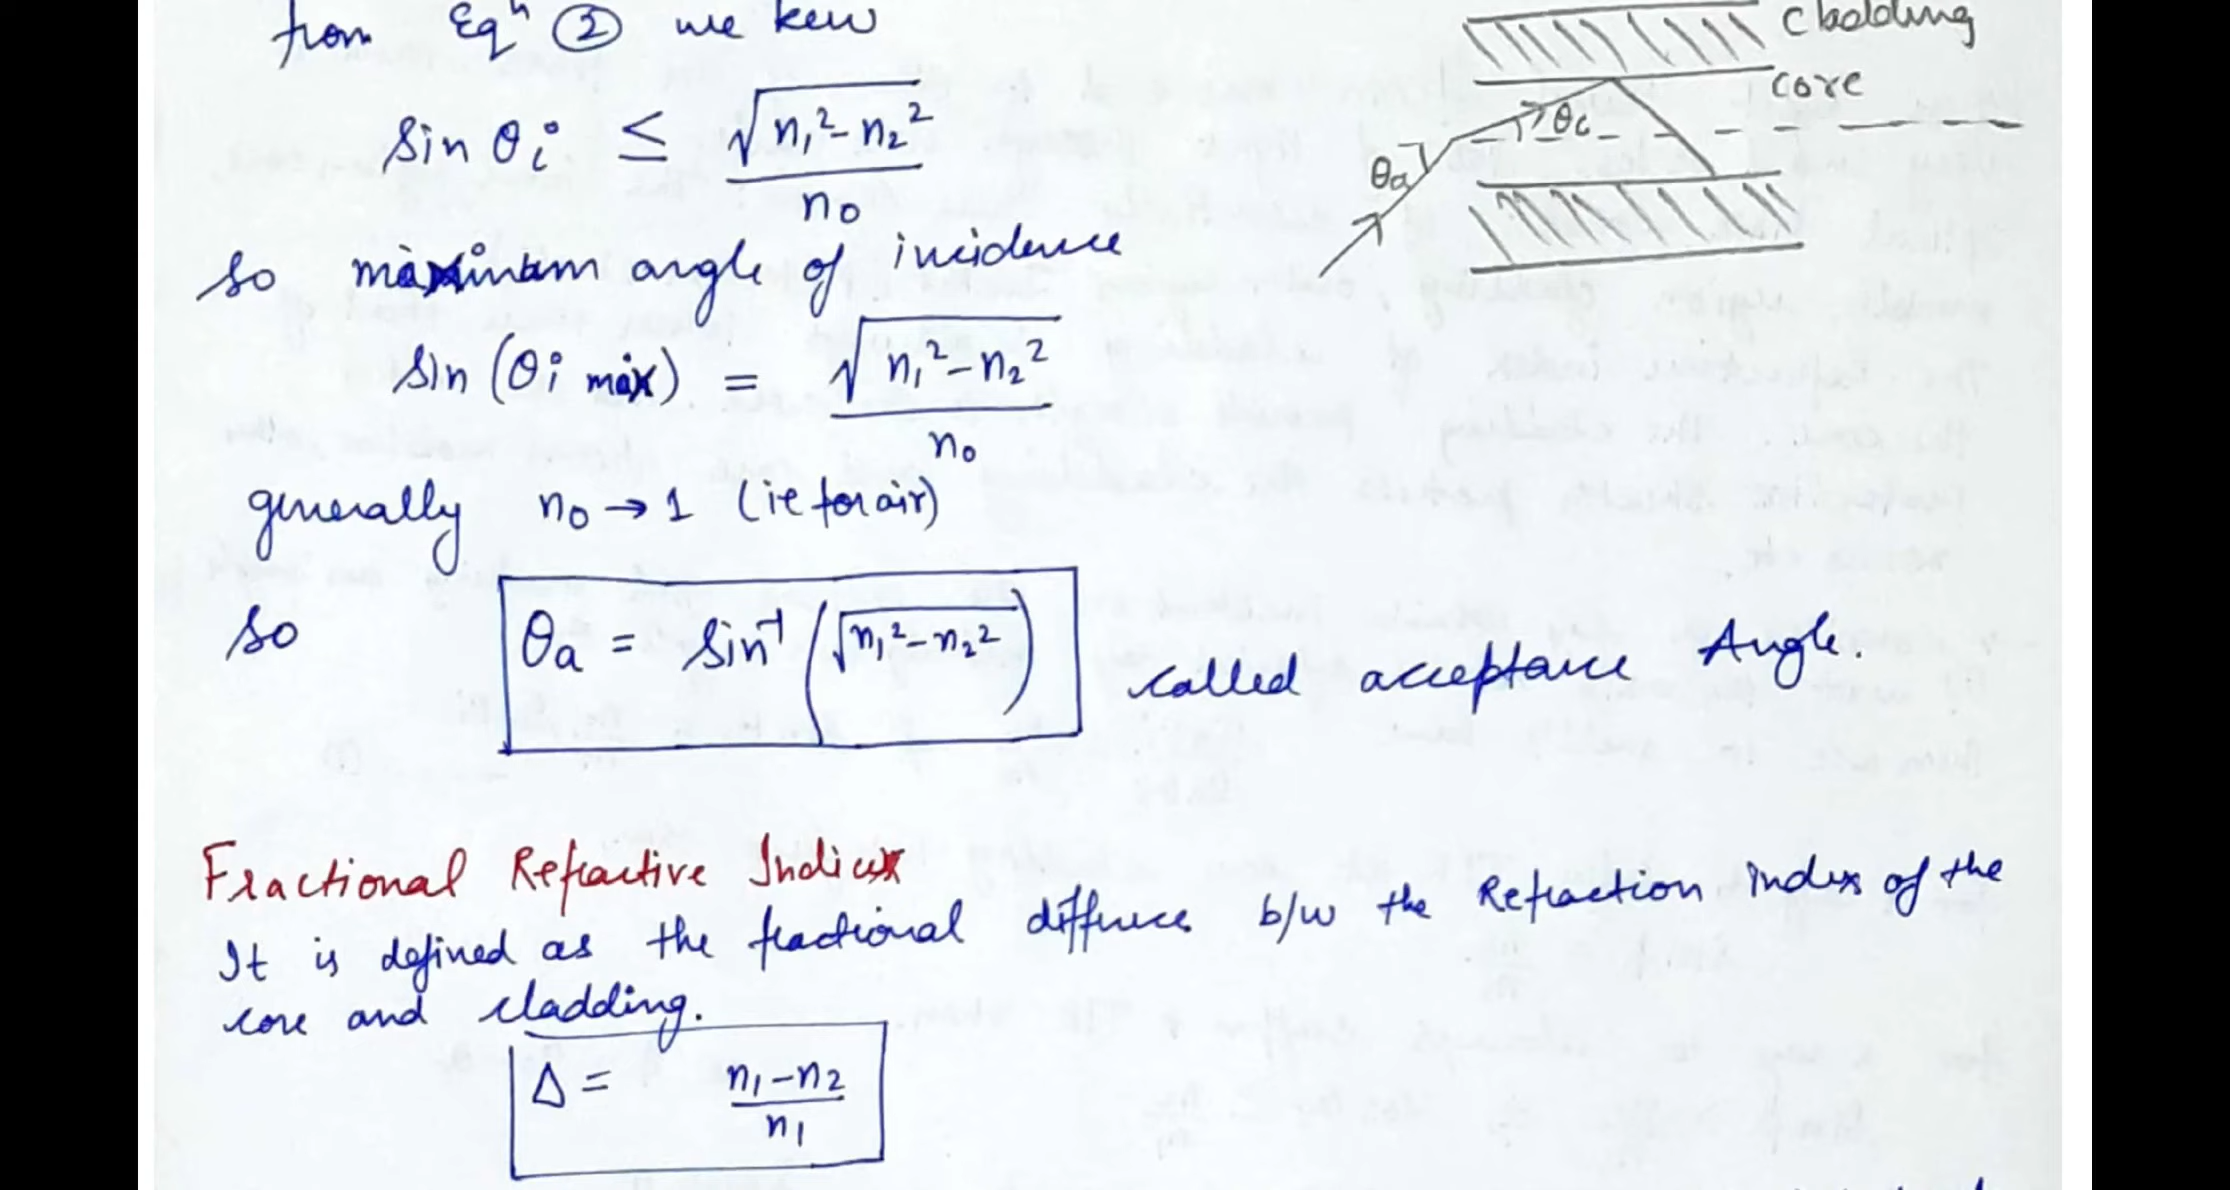 from Eqⁿ ② we kew
cladding
core
θc
θa
sin θi ≤ √(n₁² - n₂²) / n₀
so maximum angle of incidence
sin (θi max) = √(n₁² - n₂²) / n₀
generally n₀ → 1 (ie for air)
so θa = sin⁻¹ (√(n₁² - n₂²)) called acceptance Angle.
Fractional Refractive Indices
It is defined as the fractional diffrence b/w the Refraction index of the
core and cladding.
Δ = (n₁ - n₂) / n₁